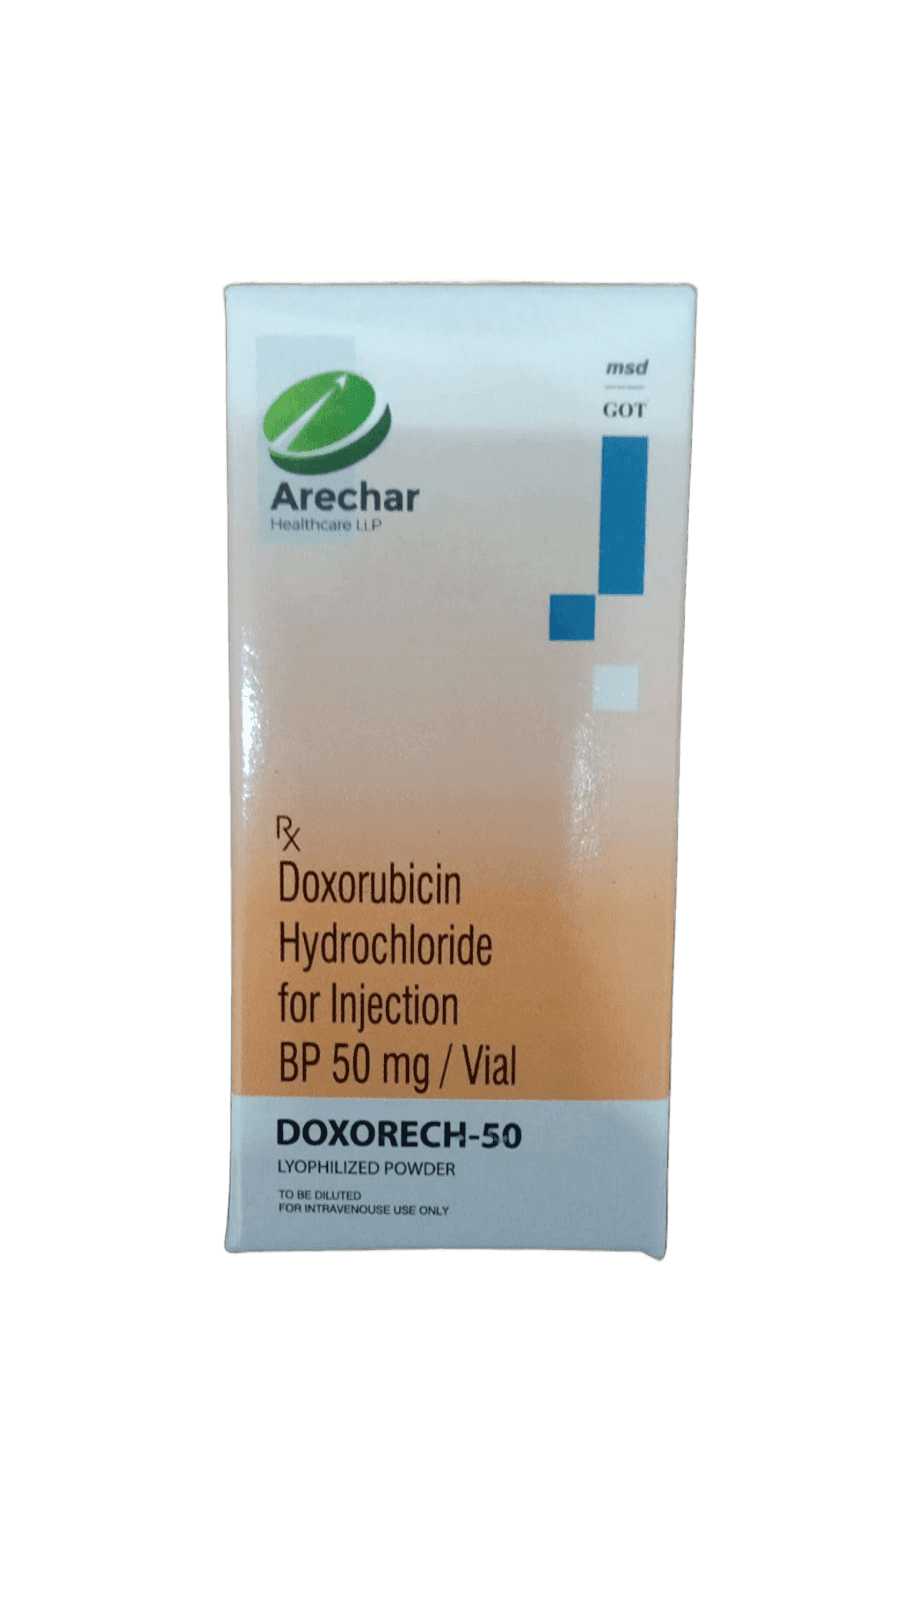 msd
GOT
Arechar
Healthcare LLP
Rx
Doxorubicin
Hydrochloride
for Injection
BP 50 mg / Vial
DOXORECH-50
LYOPHILIZED POWDER
TO BE DILUTED
FOR INTRAVENOUSE USE ONLY